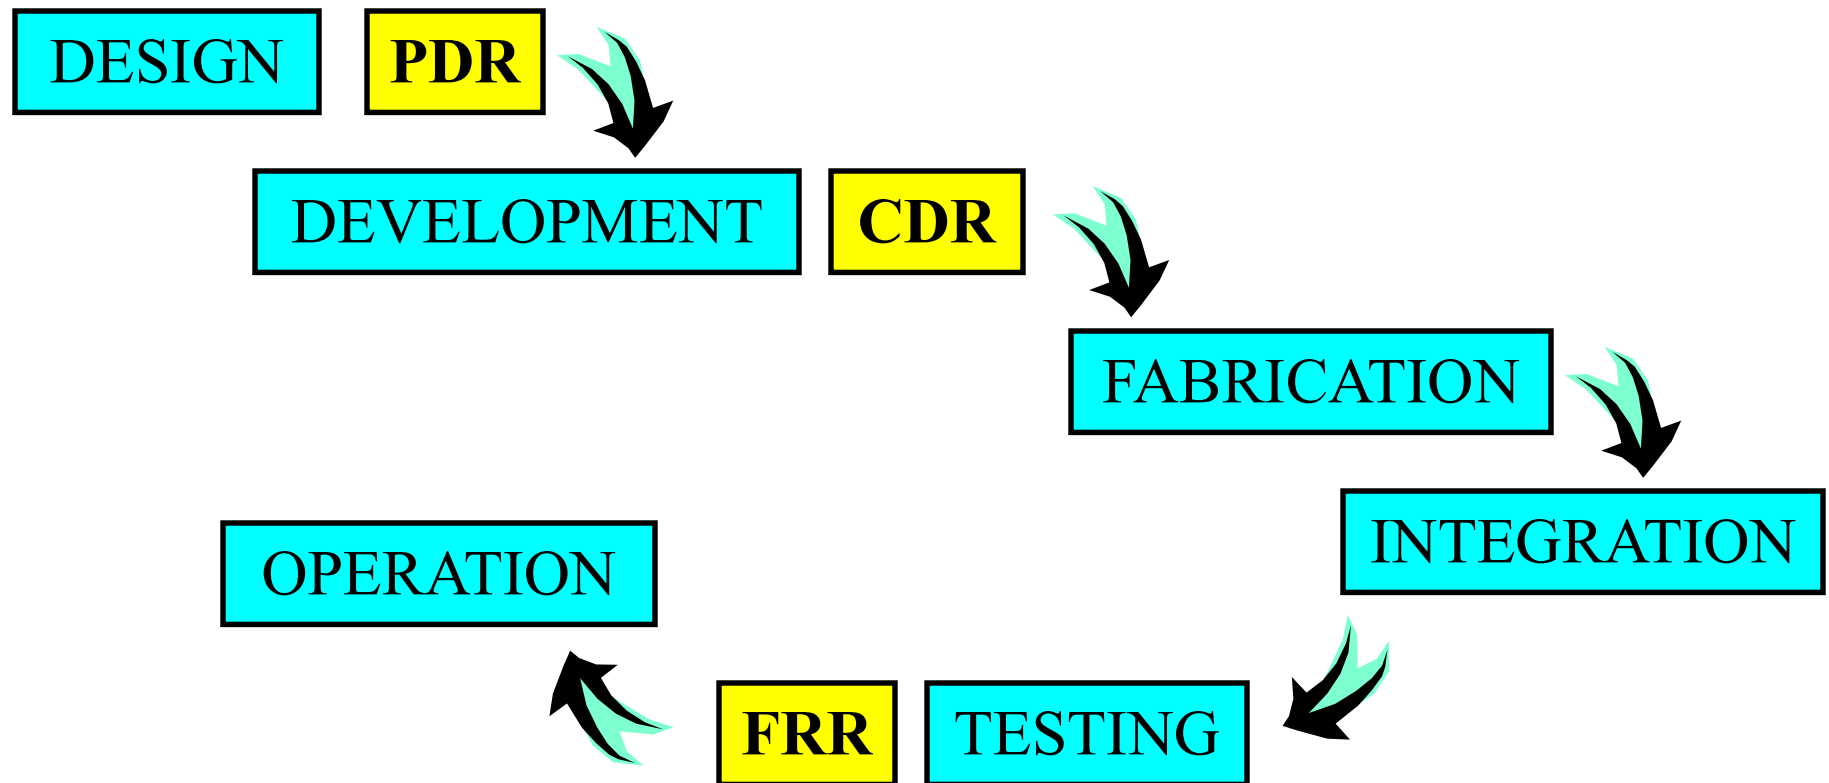 DESIGN PDR
DEVELOPMENT CDR
FABRICATION
INTEGRATION
OPERATION
FRR TESTING